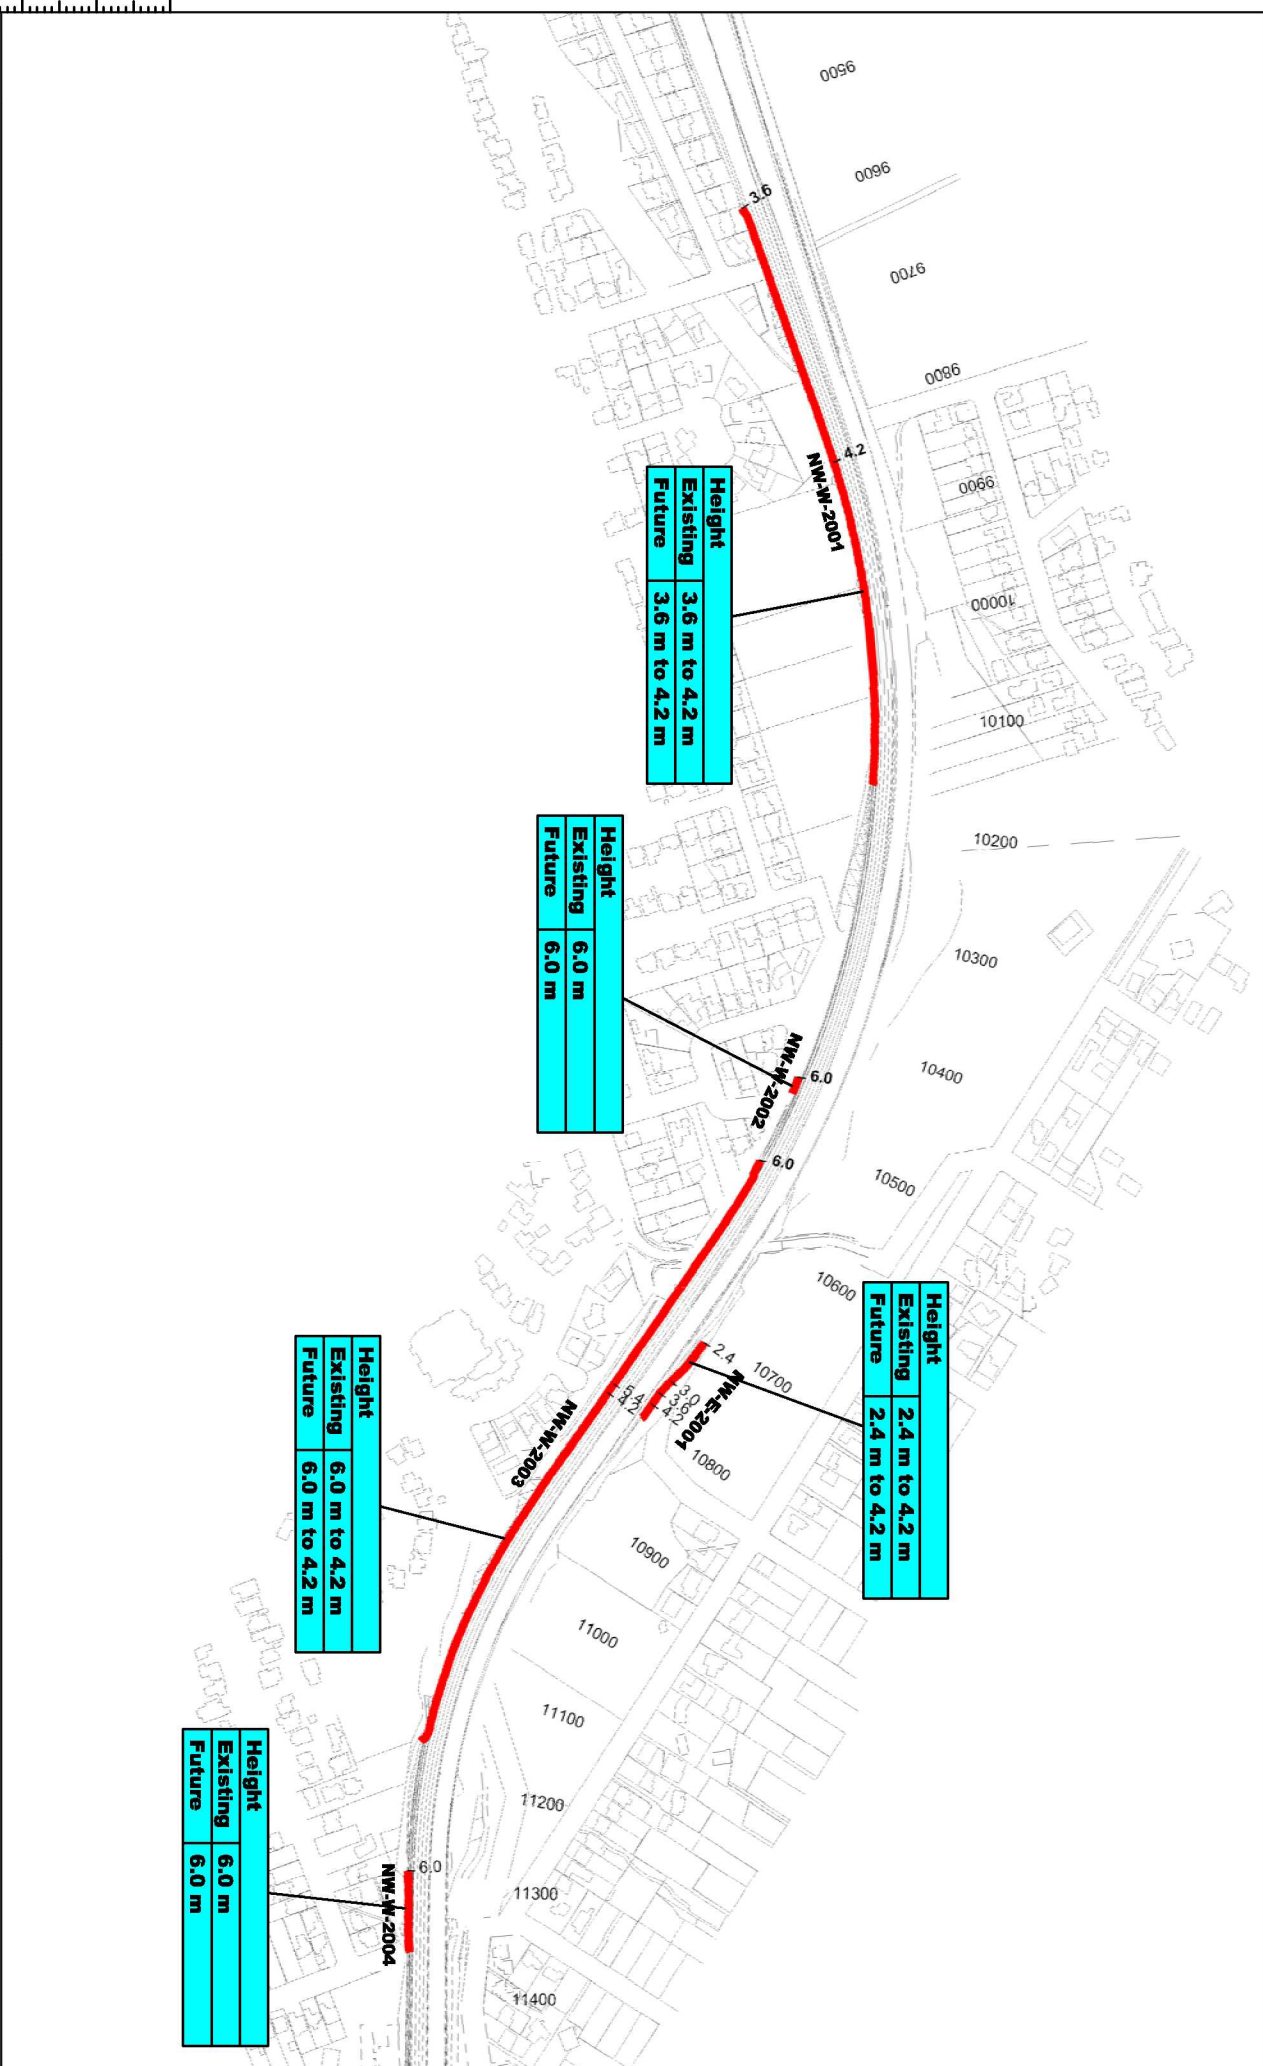 9500
9600
3.6
9700
9800
4.2
9900
NW-W-2001
10000
Height
Existing 3.6 m to 4.2 m
Future 3.6 m to 4.2 m
10100
10200
10300
Height
Existing 6.0 m
Future 6.0 m
10400
6.0
NW-W-2002
6.0
10500
10600
Height
Existing 2.4 m to 4.2 m
Future 2.4 m to 4.2 m
2.4
10700
3.0
3.6
4.2
NW-E-2001
5.4
4.2
NW-W-2003
10800
Height
Existing 6.0 m to 4.2 m
Future 6.0 m to 4.2 m
10900
11000
11100
11200
Height
Existing 6.0 m
Future 6.0 m
6.0
NW-W-2004
11300
11400